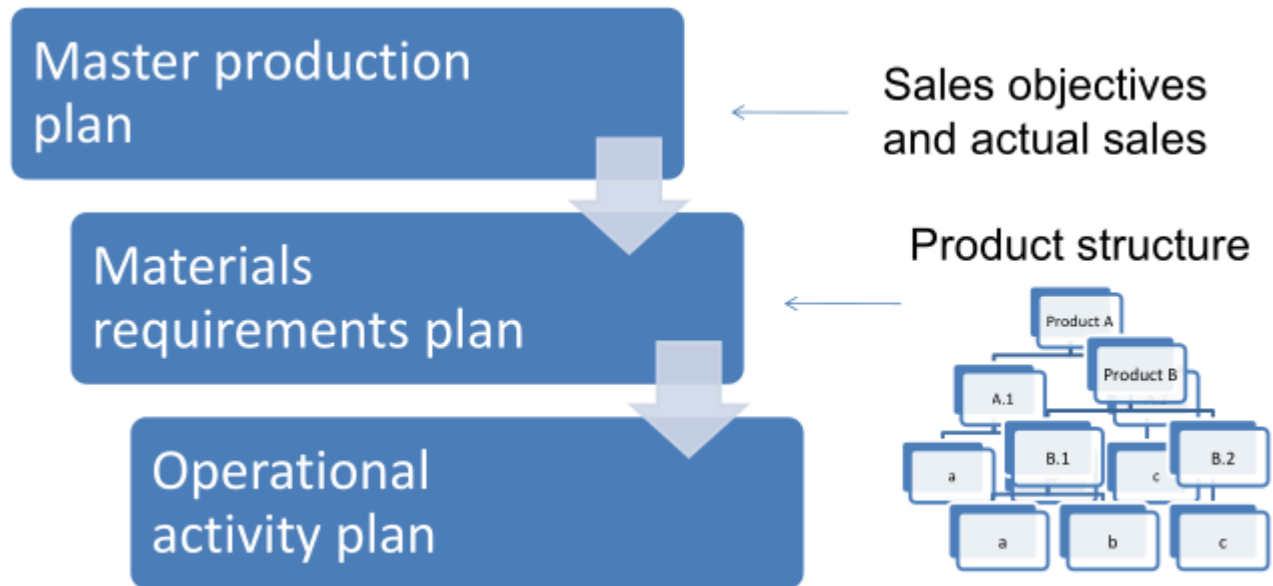 Master production
plan
Sales objectives
and actual sales
Materials
requirements plan
Product structure
Operational
activity plan
Product A
Product B
A.1
B.1
B.2
a
c
a
b
c